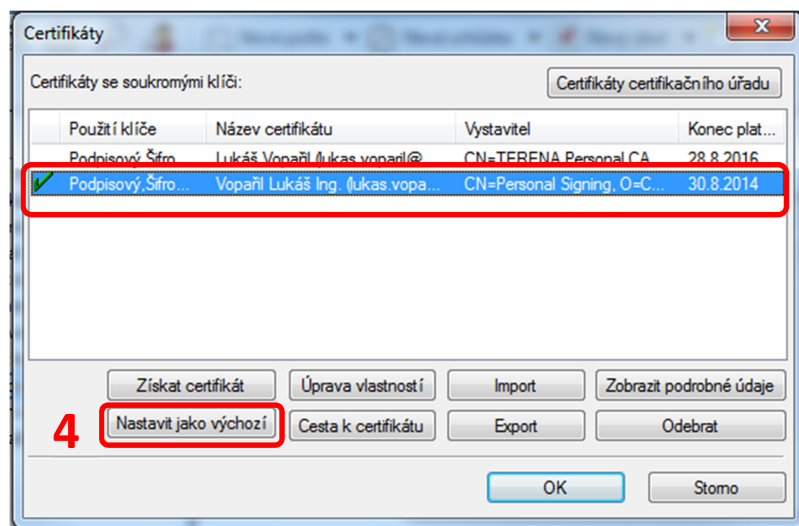 Certifikáty
Certifikáty se soukromými klíči:
Certifikáty certifikačního úřadu
Použití klíče Název certifikátu Vystavitel Konec plat...
Podpisový,Šifro... Lukáš Vopařil (lukas.voparil@... CN=TERENA Personal CA 28.8.2016
Podpisový,Šifro... Vopařil Lukáš Ing. (lukas.vopa... CN=Personal Signing, O=C... 30.8.2014
Získat certifikát Úprava vlastností Import Zobrazit podrobné údaje
4 Nastavit jako výchozí Cesta k certifikátu Export Odebrat
OK Storno